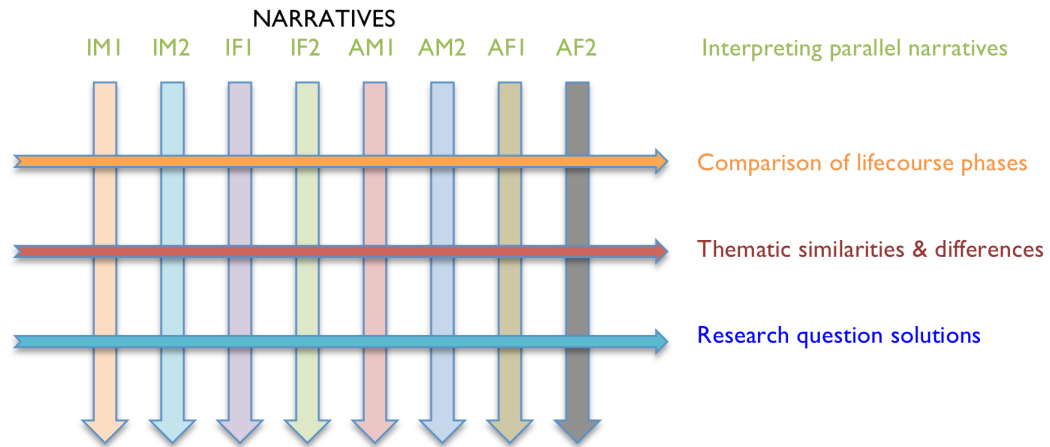 NARRATIVES
IM1 IM2 IF1 IF2 AM1 AM2 AF1 AF2 Interpreting parallel narratives
Comparison of lifecourse phases
Thematic similarities & differences
Research question solutions